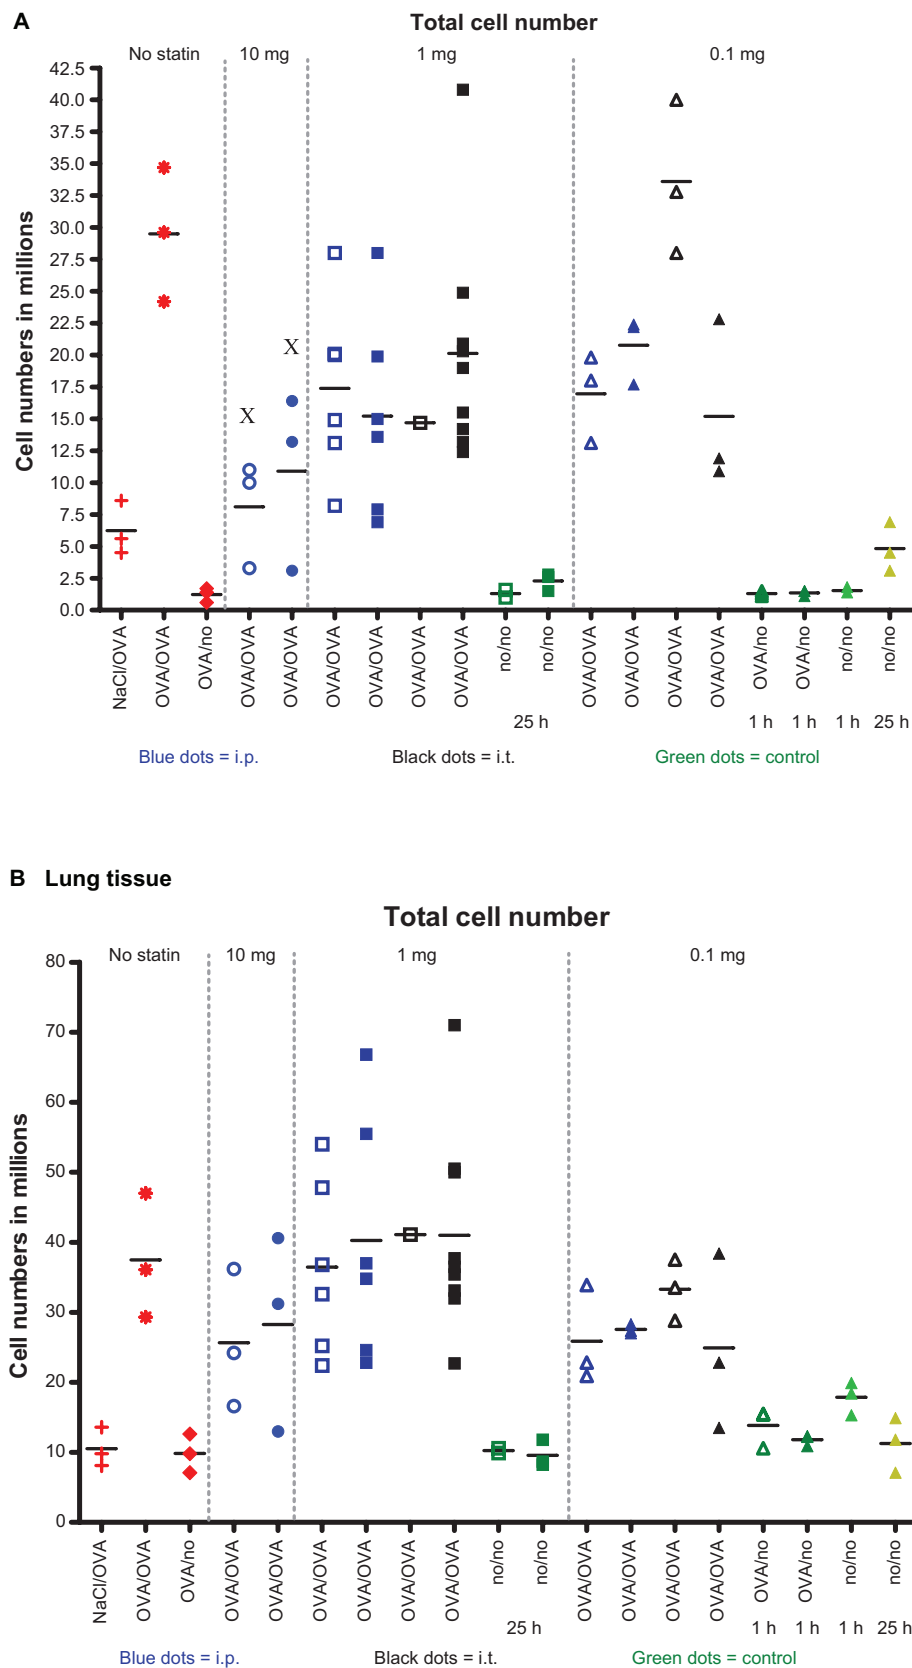 A
Total cell number
No statin 10 mg 1 mg 0.1 mg
Cell numbers in millions
42.5
40.0
37.5
35.0
32.5
30.0
27.5
25.0
22.5
20.0
17.5
15.0
12.5
10.0
7.5
5.0
2.5
0.0
X
X
NaCl/OVA OVA/OVA OVA/no OVA/OVA OVA/OVA OVA/OVA OVA/OVA OVA/OVA OVA/OVA no/no no/no OVA/OVA OVA/OVA OVA/OVA OVA/OVA OVA/no OVA/no no/no no/no
25 h 1 h 1 h 1 h 25 h
Blue dots = i.p. Black dots = i.t. Green dots = control
B Lung tissue
Total cell number
No statin 10 mg 1 mg 0.1 mg
Cell numbers in millions
80
70
60
50
40
30
20
10
0
NaCl/OVA OVA/OVA OVA/no OVA/OVA OVA/OVA OVA/OVA OVA/OVA OVA/OVA OVA/OVA no/no no/no OVA/OVA OVA/OVA OVA/OVA OVA/OVA OVA/no OVA/no no/no no/no
25 h 1 h 1 h 1 h 25 h
Blue dots = i.p. Black dots = i.t. Green dots = control